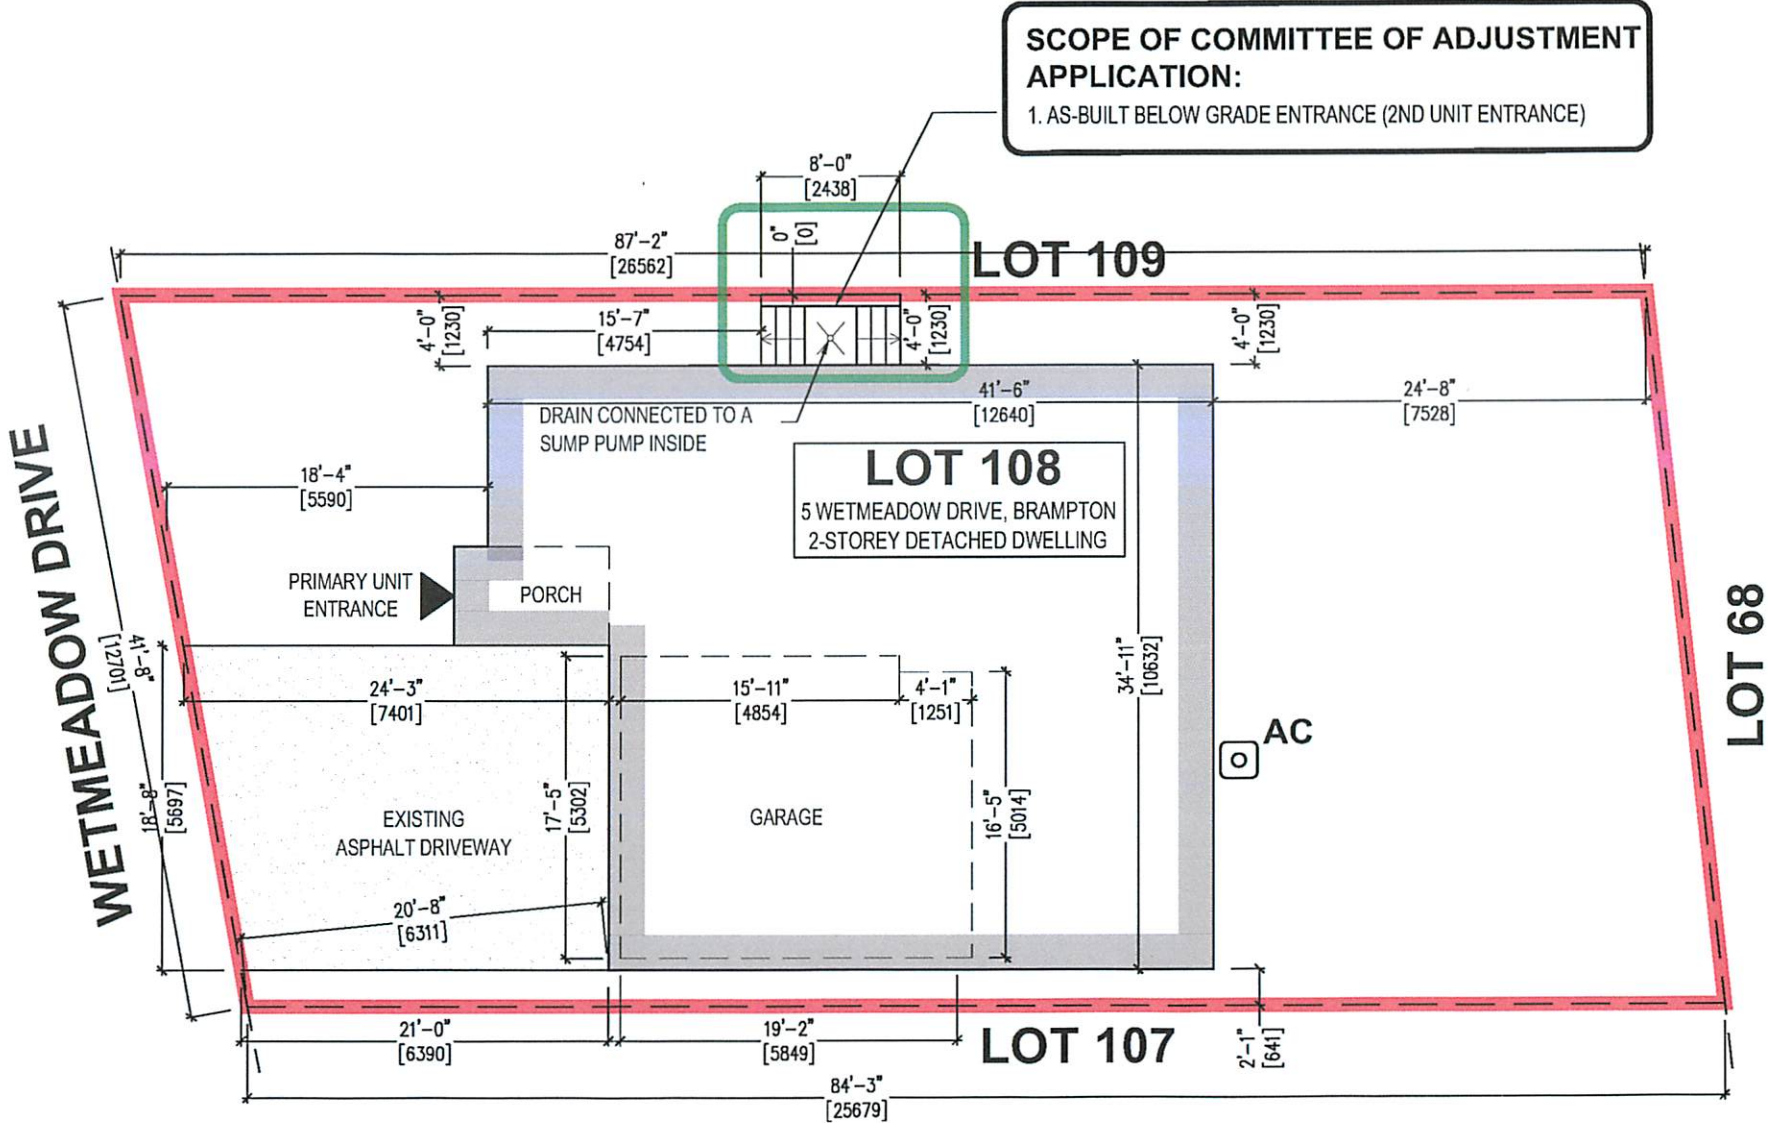 SCOPE OF COMMITTEE OF ADJUSTMENT
APPLICATION:
1. AS-BUILT BELOW GRADE ENTRANCE (2ND UNIT ENTRANCE)
8'-0"
[2438]
0"
[0]
87'-2"
[26562]
LOT 109
4'-0"
[1230]
15'-7"
[4754]
4'-0"
[1230]
4'-0"
[1230]
41'-6"
[12640]
24'-8"
[7528]
DRAIN CONNECTED TO A
SUMP PUMP INSIDE
LOT 108
5 WETMEADOW DRIVE, BRAMPTON
2-STOREY DETACHED DWELLING
18'-4"
[5590]
WETMEADOW DRIVE
PRIMARY UNIT
ENTRANCE
PORCH
41'-8"
[12701]
34'-11"
[10632]
LOT 68
24'-3"
[7401]
15'-11"
[4854]
4'-1"
[1251]
AC
18'-8"
[5697]
EXISTING
ASPHALT DRIVEWAY
17'-5"
[5302]
GARAGE
16'-5"
[5014]
20'-8"
[6311]
21'-0"
[6390]
19'-2"
[5849]
LOT 107
2'-1"
[641]
84'-3"
[25679]